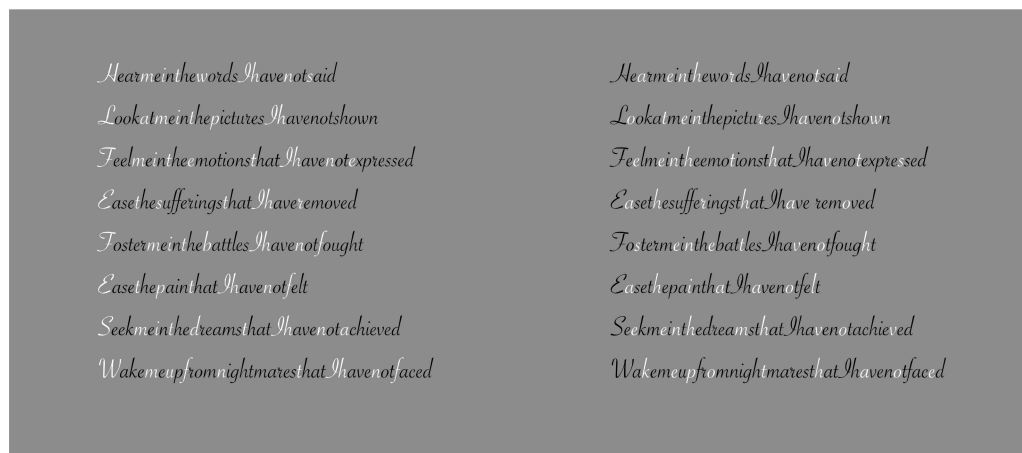 HearmeinthewordsIhavenotsaid
LookatmeinthepicturesIhavenotshown
FeelmeintheemotionsthatIhavenotexpressed
EasethesufferingsthatIhaveremoved
FostermeinthebattlesIhavenotfought
EasethepainthatIhavenotfelt
SeekmeinthedreamsthatIhavenotachieved
WakemeupfromnightmaresthatIhavenotfaced
HearmeinthewordsIhavenotsaid
LookatmeinthepicturesIhavenotshown
FeelmeintheemotionsthatIhavenotexpressed
EasethesufferingsthatIhave removed
FostermeinthebattlesIhavenotfought
EasethepainthatIhavenotfelt
SeekmeinthedreamsthatIhavenotachieved
WakemeupfromnightmaresthatIhavenotfaced